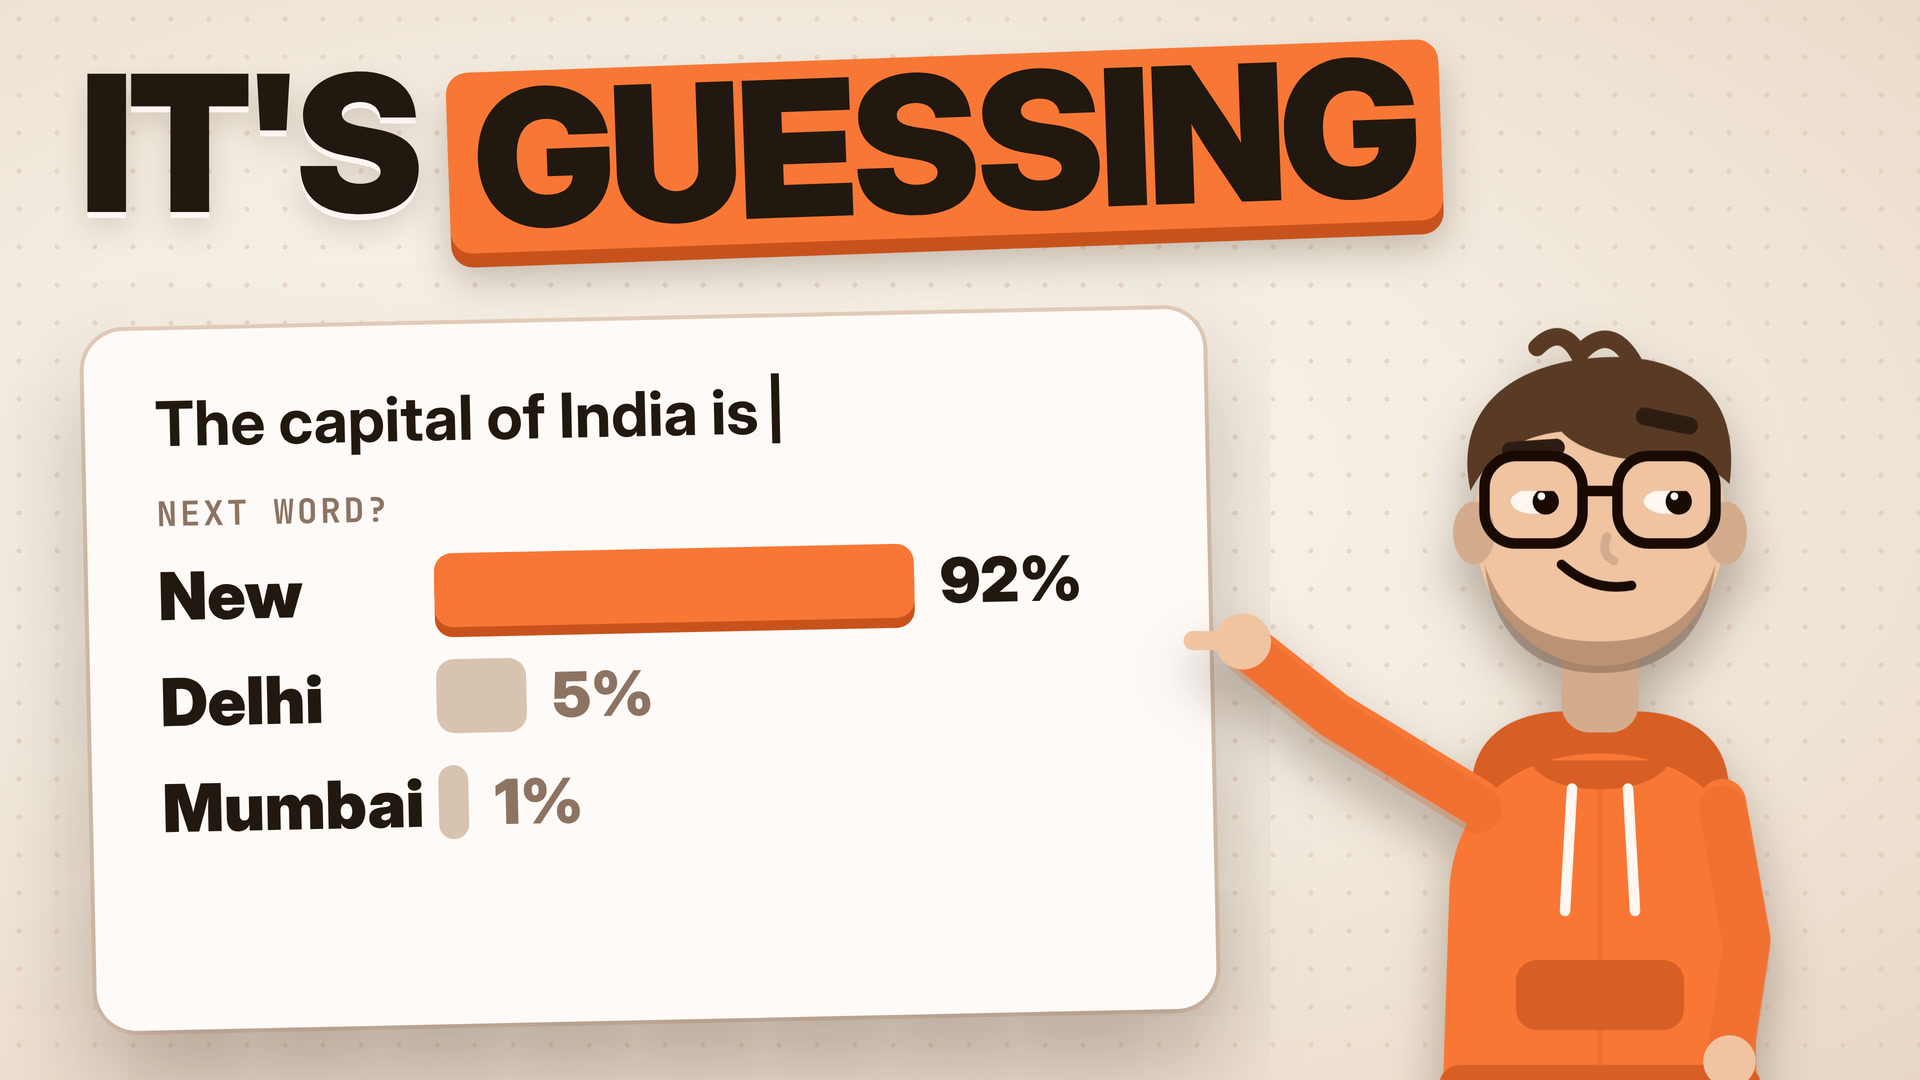 IT'S GUESSING
The capital of India is
NEXT WORD?
New 92%
Delhi 5%
Mumbai 1%